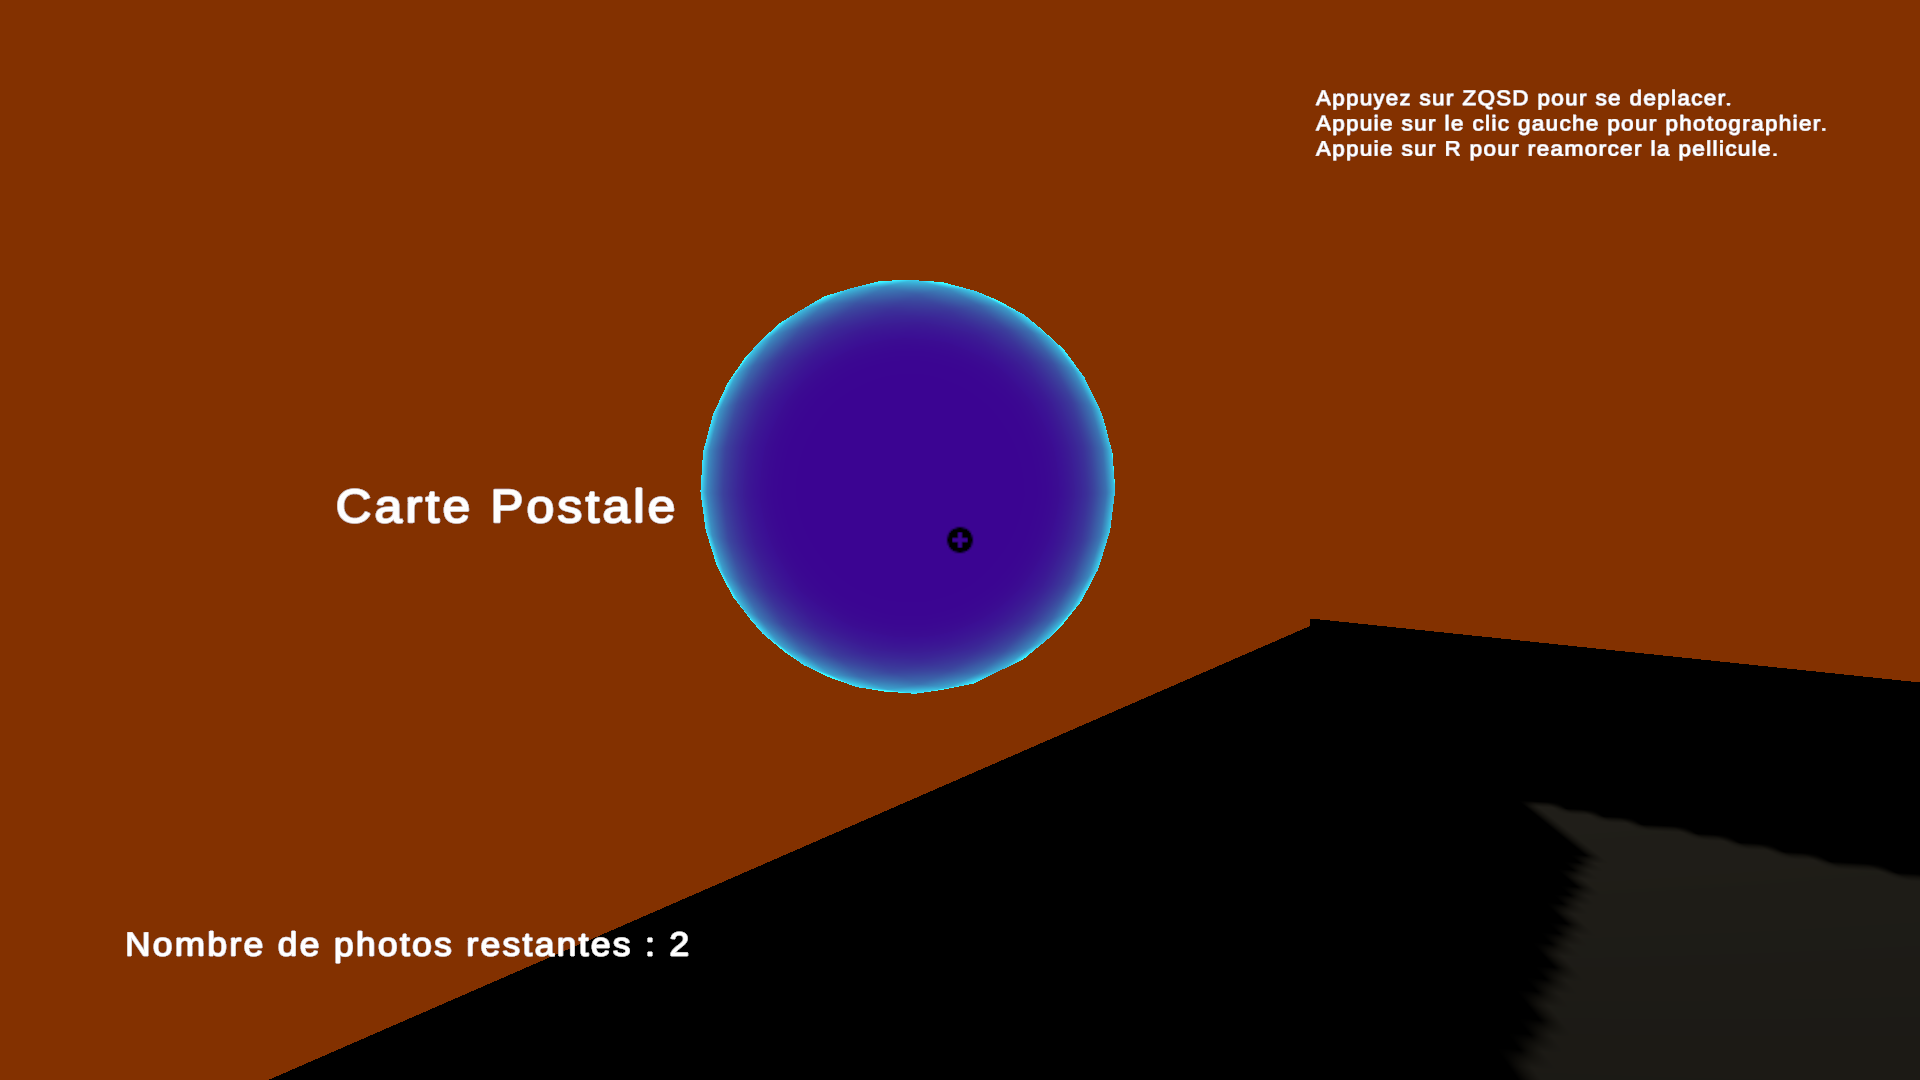 Appuyez sur ZQSD pour se deplacer.
Appuie sur le clic gauche pour photographier.
Appuie sur R pour reamorcer la pellicule.
Carte Postale
Nombre de photos restantes : 2